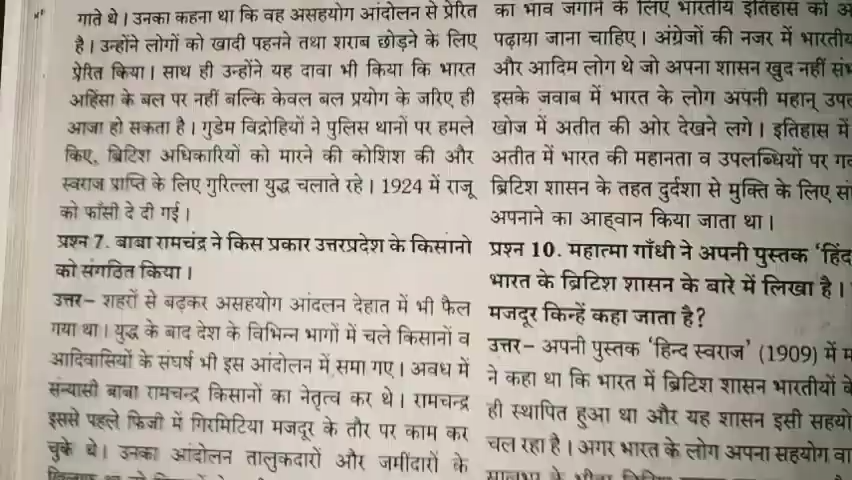 गाते थे। उनका कहना था कि वह असहयोग आंदोलन से प्रेरित
है। उन्होंने लोगों को खादी पहनने तथा शराब छोड़ने के लिए
प्रेरित किया। साथ ही उन्होंने यह दावा भी किया कि भारत
अहिंसा के बल पर नहीं बल्कि केवल बल प्रयोग के जरिए ही
आजा हो सकता है। गुडेम विद्रोहियों ने पुलिस थानों पर हमले
किए, ब्रिटिश अधिकारियों को मारने की कोशिश की और
स्वराज प्राप्ति के लिए गुरिल्ला युद्ध चलाते रहे। 1924 में राजू
को फाँसी दे दी गई।
प्रश्न 7. बाबा रामचंद्र ने किस प्रकार उत्तरप्रदेश के किसानो
को संगठित किया।
उत्तर– शहरों से बढ़कर असहयोग आंदलन देहात में भी फैल
गया था। युद्ध के बाद देश के विभिन्न भागों में चले किसानों व
आदिवासियों के संघर्ष भी इस आंदोलन में समा गए। अवध में
संन्यासी बाबा रामचन्द्र किसानों का नेतृत्व कर थे। रामचन्द्र
इससे पहले फिजी में गिरमिटिया मजदूर के तौर पर काम कर
चुके थे। उनका आंदोलन तालुकदारों और जमींदारों के
का भाव जगाने के लिए भारतीय इतिहास को
पढ़ाया जाना चाहिए। अंग्रेजों की नजर में भारतीय
और आदिम लोग थे जो अपना शासन खुद नहीं
इसके जवाब में भारत के लोग अपनी महान्
खोज में अतीत की ओर देखने लगे। इतिहास में
अतीत में भारत की महानता व उपलब्धियों पर
ब्रिटिश शासन के तहत दुर्दशा से मुक्ति के लिए
अपनाने का आह्वान किया जाता था।
प्रश्न 10. महात्मा गाँधी ने अपनी पुस्तक ‘हिंद
भारत के ब्रिटिश शासन के बारे में लिखा है।
मजदूर किन्हें कहा जाता है?
उत्तर– अपनी पुस्तक ‘हिन्द स्वराज’ (1909) में
ने कहा था कि भारत में ब्रिटिश शासन भारतीयों
ही स्थापित हुआ था और यह शासन इसी
चल रहा है। अगर भारत के लोग अपना सहयोग